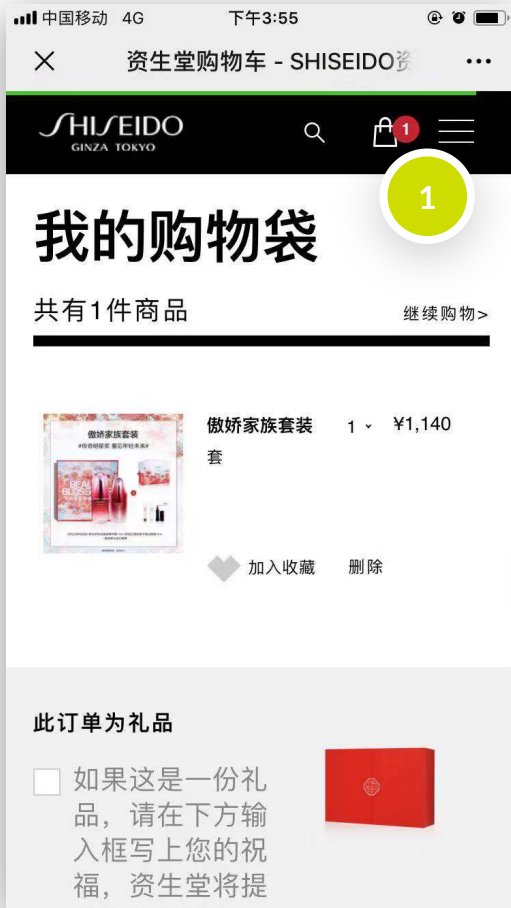 中国移动 4G 下午3:55
资生堂购物车 - SHISEIDO资
SHISEIDO
GINZA TOKYO
1
1
我的购物袋
共有1件商品
继续购物>
傲娇家族套装
傲娇家族套装 1 ¥1,140
套
加入收藏 删除
此订单为礼品
如果这是一份礼
品，请在下方输
入框写上您的祝
福，资生堂将提